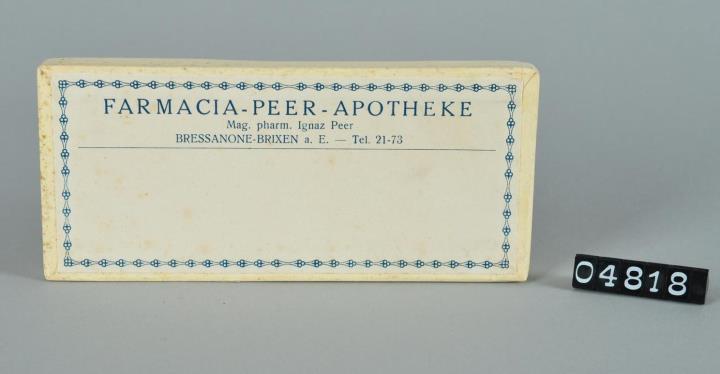 FARMACIA-PEER-APOTHEKE
Mag. pharm. Ignaz Peer
BRESSANONE-BRIXEN a. E. — Tel. 21-73
04818